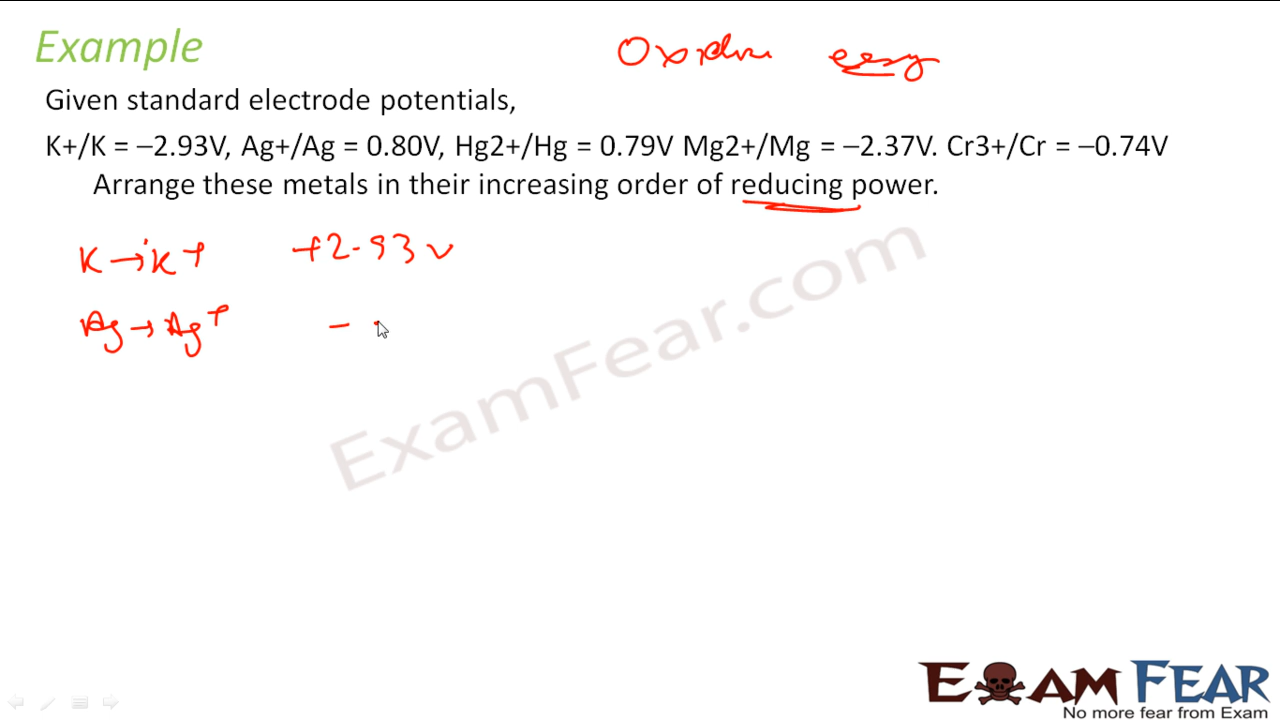 Example
Oxidize easy
Given standard electrode potentials,
K+/K = –2.93V, Ag+/Ag = 0.80V, Hg2+/Hg = 0.79V Mg2+/Mg = –2.37V. Cr3+/Cr = –0.74V
Arrange these metals in their increasing order of reducing power.
K → K+ +2.93 V
Ag → Ag+ -
ExamFear.com
EXAM FEAR
No more fear from Exam